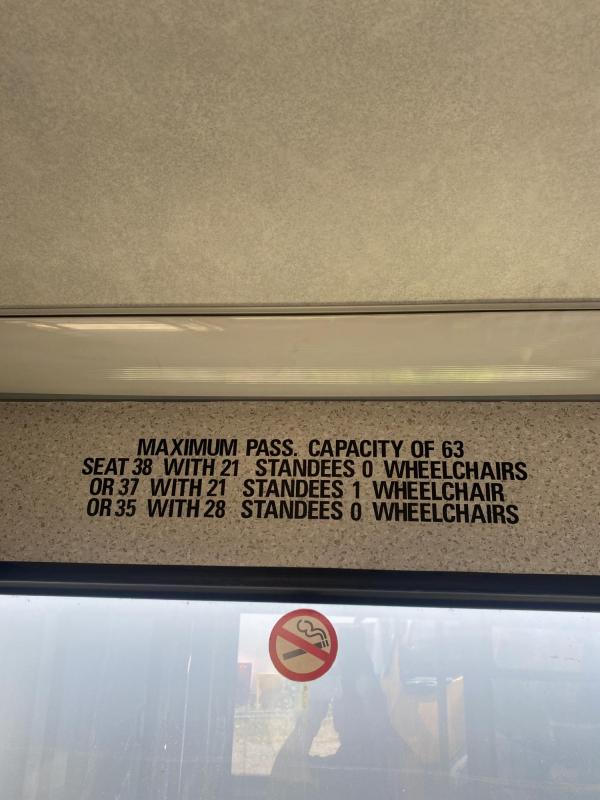 MAXIMUM PASS. CAPACITY OF 63
SEAT 38 WITH 21 STANDEES 0 WHEELCHAIRS
OR 37 WITH 21 STANDEES 1 WHEELCHAIR
OR 35 WITH 28 STANDEES 0 WHEELCHAIRS